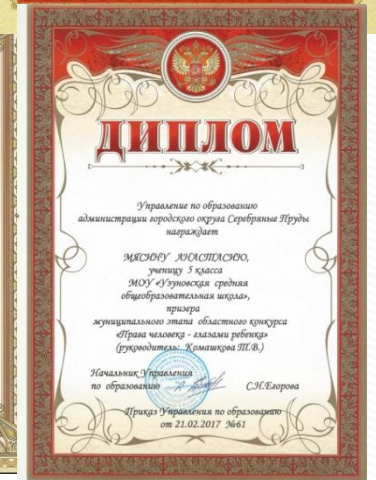 ДИПЛОМ
Управление по образованию
администрации городского округа Серебряные Пруды
награждает
МЯСИНУ АНАСТАСИЮ,
ученицу 5 класса
МОУ «Узуновская средняя
общеобразовательная школа»,
призера
муниципального этапа областного конкурса
«Права человека - глазами ребенка»
(руководитель: Комашкова Т.В.)
Начальник Управления
по образованию С.Н.Егорова
Приказ Управления по образованию
от 21.02.2017 №61